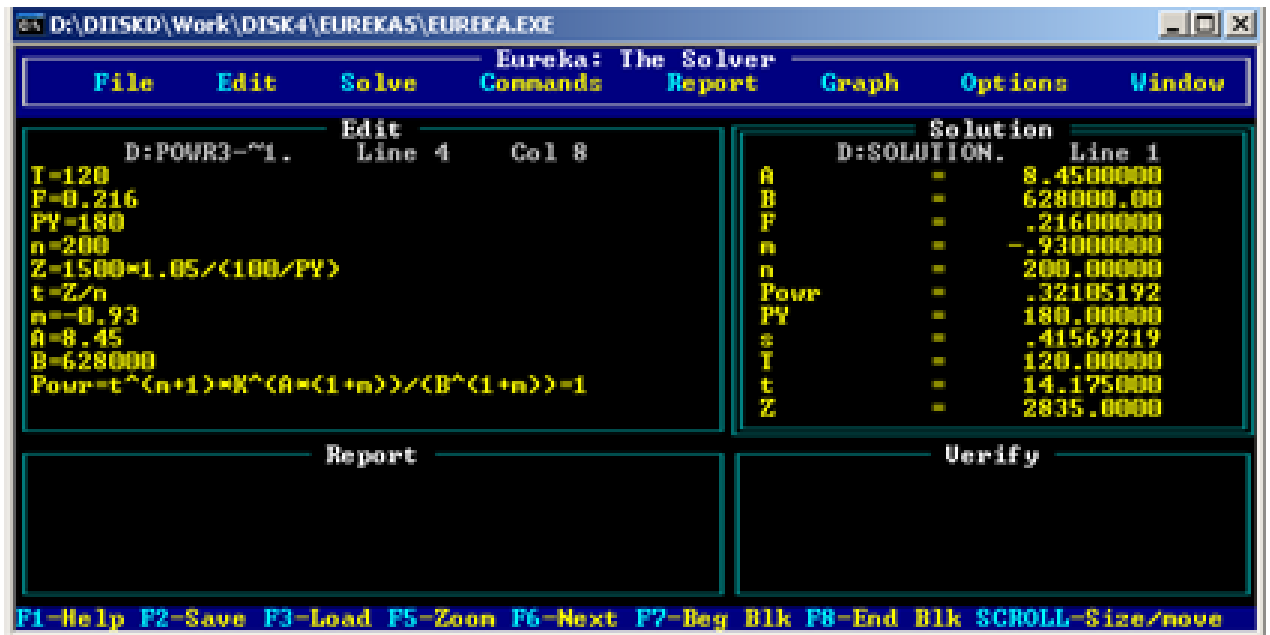 D:\DIISKD\Work\DISK4\EUREKA5\EUREKA.EXE
Eureka: The Solver
File Edit Solve Commands Report Graph Options Window
Edit
D:POWR3-~1. Line 4 Col 8
T=120
F=0.216
PY=180
n=200
Z=1500*1.05/(100/PY)
t=Z/n
m=-0.93
A=8.45
B=628000
Powr=t^(m+1)*K^(A*(1+m))/(B^(1+m))-1
Solution
D:SOLUTION. Line 1
A = 8.4500000
B = 628000.00
F = .21600000
m = -.93000000
n = 200.00000
Powr = .32105192
PY = 180.00000
s = .41569219
T = 120.00000
t = 14.175000
Z = 2835.0000
Report
Verify
F1-Help F2-Save F3-Load F5-Zoom F6-Next F7-Beg Blk F8-End Blk SCROLL-Size/move